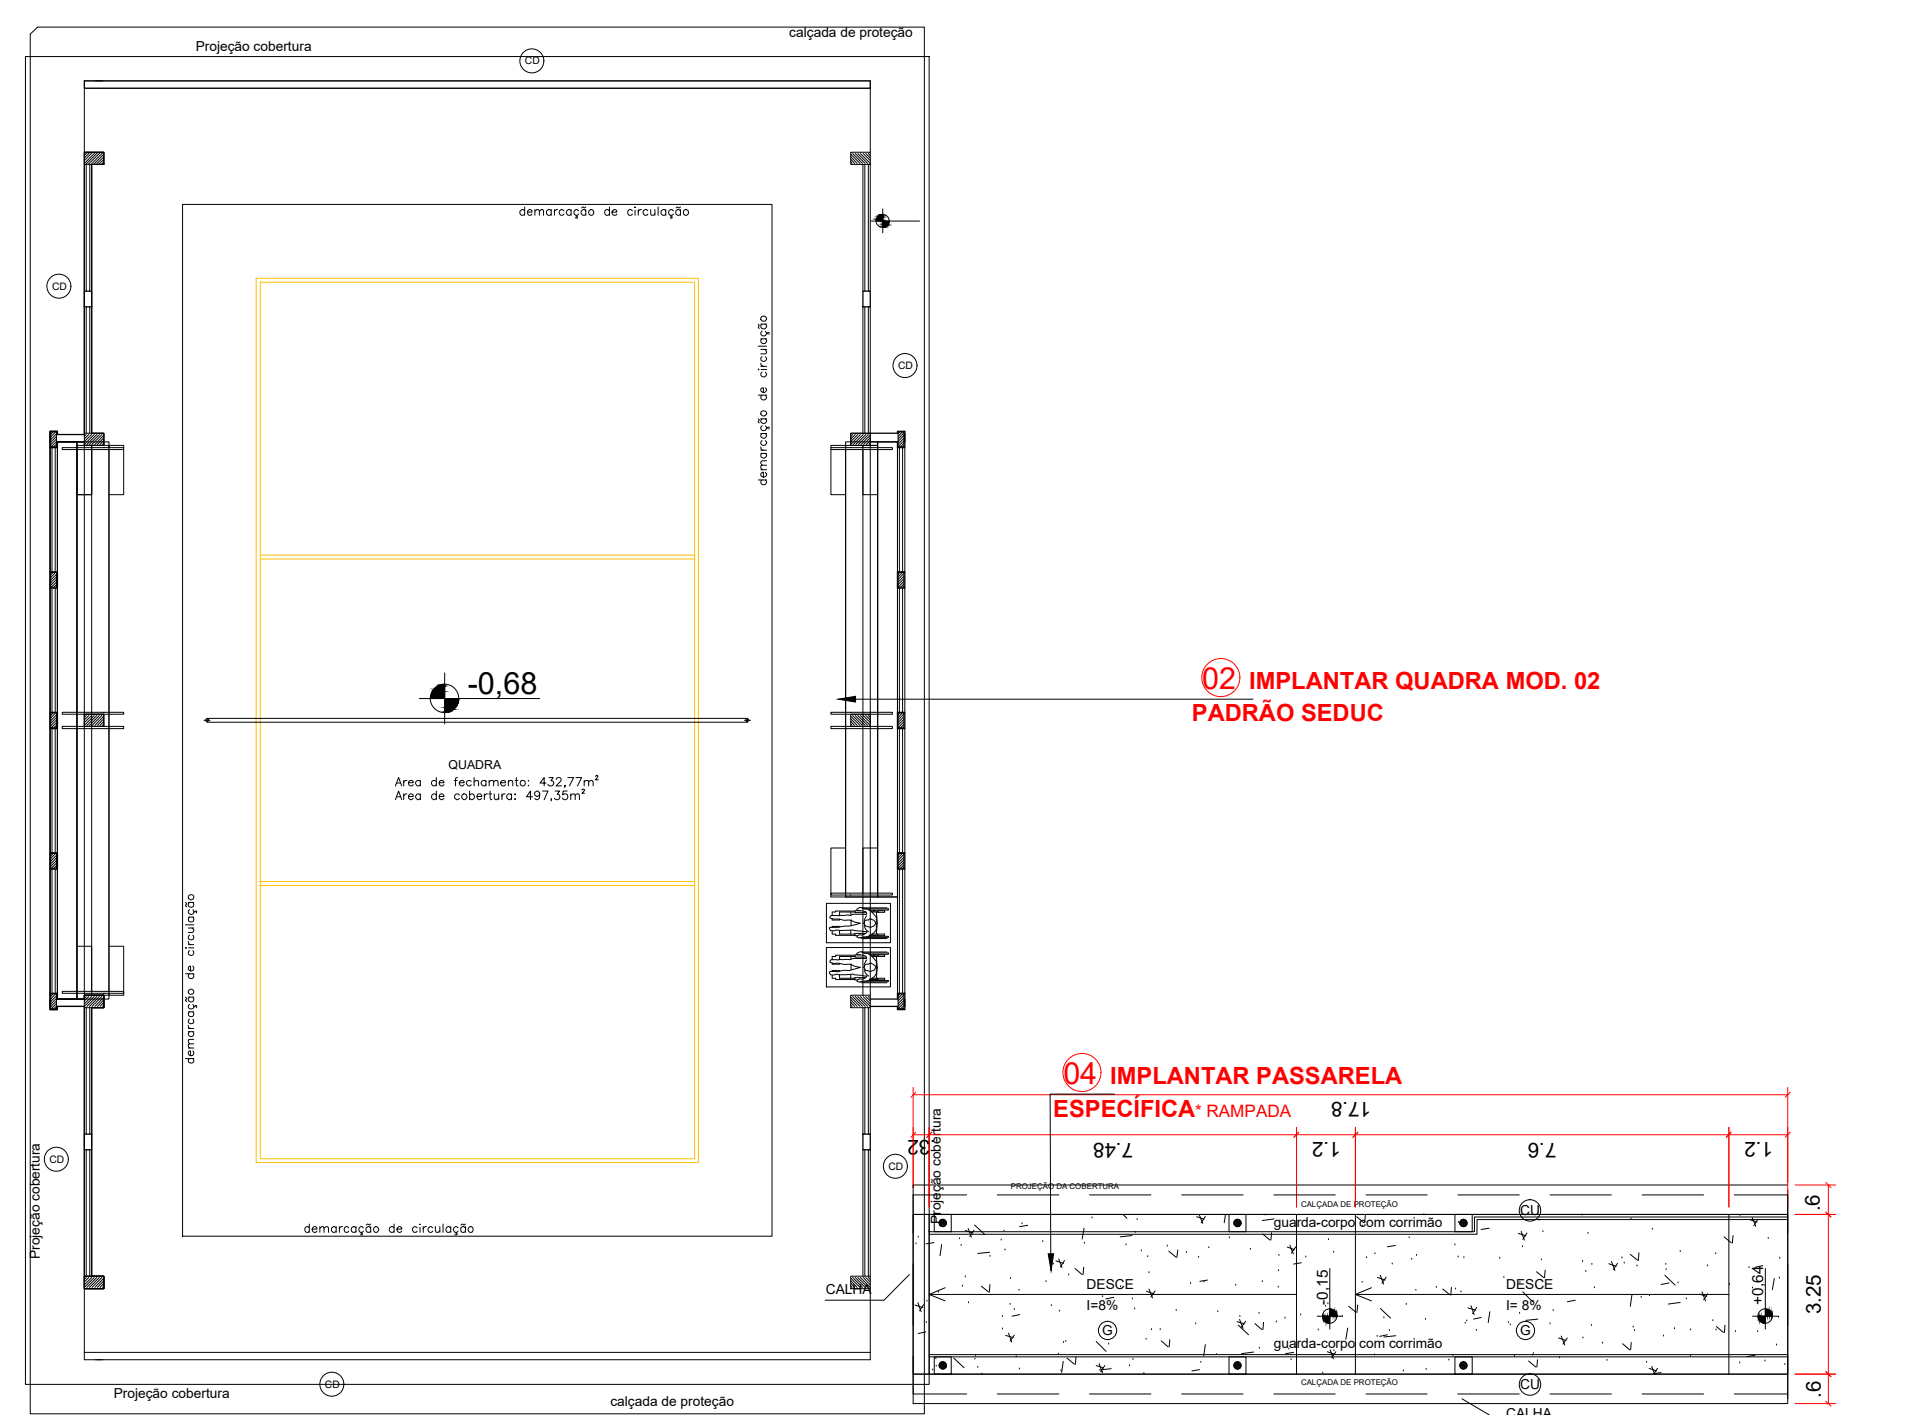 Projeção cobertura
CD
calçada de proteção
demarcação de circulação
CD
demarcação de circulação
CD
-0,68
QUADRA
Area de fechamento: 432,77m²
Area de cobertura: 497,35m²
02 IMPLANTAR QUADRA MOD. 02
PADRÃO SEDUC
demarcação de circulação
04 IMPLANTAR PASSARELA
ESPECÍFICA* RAMPADA
17.8
32
7.48
1.2
7.6
1.2
Projeção cobertura
CD
Projeção cobertura
CD
PROJEÇÃO DA COBERTURA
CALÇADA DE PROTEÇÃO
CU
.6
guarda-corpo com corrimão
demarcação de circulação
CALHA
DESCE
I=8%
G
-0,15
DESCE
I= 8%
G
+0,64
3.25
guarda-corpo com corrimão
CALÇADA DE PROTEÇÃO
CU
.6
CD
Projeção cobertura
calçada de proteção
CALHA